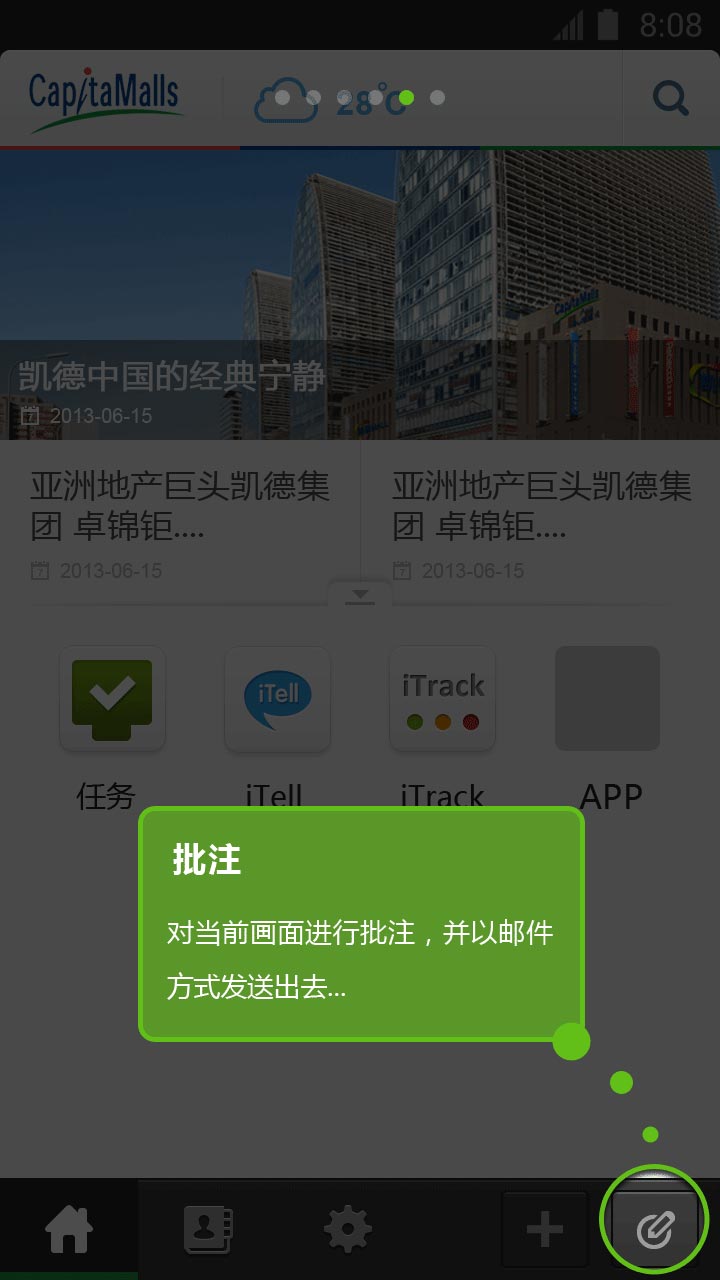 8:08
CapitaMalls
28°C
CapitaMalls
凯德中国的经典宁静
7 2013-06-15
亚洲地产巨头凯德集
团 卓锦钜....
7 2013-06-15
亚洲地产巨头凯德集
团 卓锦钜....
7 2013-06-15
iTell
iTrack
任务
iTell
iTrack
APP
批注
对当前画面进行批注，并以邮件
方式发送出去...